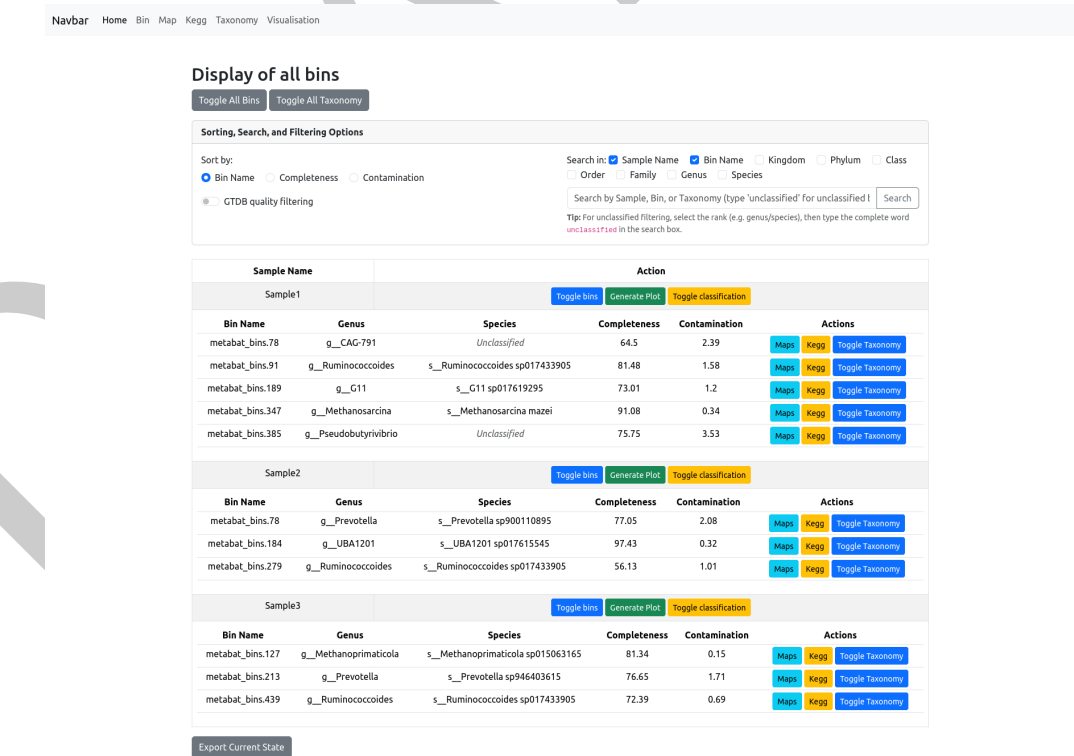 Navbar Home Bin Map Kegg Taxonomy Visualisation
Display of all bins
Toggle All Bins Toggle All Taxonomy
Sorting, Search, and Filtering Options
Sort by:
Bin Name Completeness Contamination
GTDB quality filtering
Search in: Sample Name Bin Name Kingdom Phylum Class
Order Family Genus Species
Search by Sample, Bin, or Taxonomy (type 'unclassified' for unclassified Search
Tip: For unclassified filtering, select the rank (e.g. genus/species), then type the complete word
unclassified in the search box.
Sample Name Action
Sample1 Toggle bins Generate Plot Toggle classification
Bin Name Genus Species Completeness Contamination Actions
metabat_bins.78 g__CAG-791 Unclassified 64.5 2.39 Maps Kegg Toggle Taxonomy
metabat_bins.91 g__Ruminococcoides s__Ruminococcoides sp017433905 81.48 1.58 Maps Kegg Toggle Taxonomy
metabat_bins.189 g__G11 s__G11 sp017619295 73.01 1.2 Maps Kegg Toggle Taxonomy
metabat_bins.347 g__Methanosarcina s__Methanosarcina mazei 91.08 0.34 Maps Kegg Toggle Taxonomy
metabat_bins.385 g__Pseudobutyrivibrio Unclassified 75.75 3.53 Maps Kegg Toggle Taxonomy
Sample2 Toggle bins Generate Plot Toggle classification
Bin Name Genus Species Completeness Contamination Actions
metabat_bins.78 g__Prevotella s__Prevotella sp900110895 77.05 2.08 Maps Kegg Toggle Taxonomy
metabat_bins.184 g__UBA1201 s__UBA1201 sp017615545 97.43 0.32 Maps Kegg Toggle Taxonomy
metabat_bins.279 g__Ruminococcoides s__Ruminococcoides sp017433905 56.13 1.01 Maps Kegg Toggle Taxonomy
Sample3 Toggle bins Generate Plot Toggle classification
Bin Name Genus Species Completeness Contamination Actions
metabat_bins.127 g__Methanoprimaticola s__Methanoprimaticola sp015063165 81.34 0.15 Maps Kegg Toggle Taxonomy
metabat_bins.213 g__Prevotella s__Prevotella sp946403615 76.65 1.71 Maps Kegg Toggle Taxonomy
metabat_bins.439 g__Ruminococcoides s__Ruminococcoides sp017433905 72.39 0.69 Maps Kegg Toggle Taxonomy
Export Current State